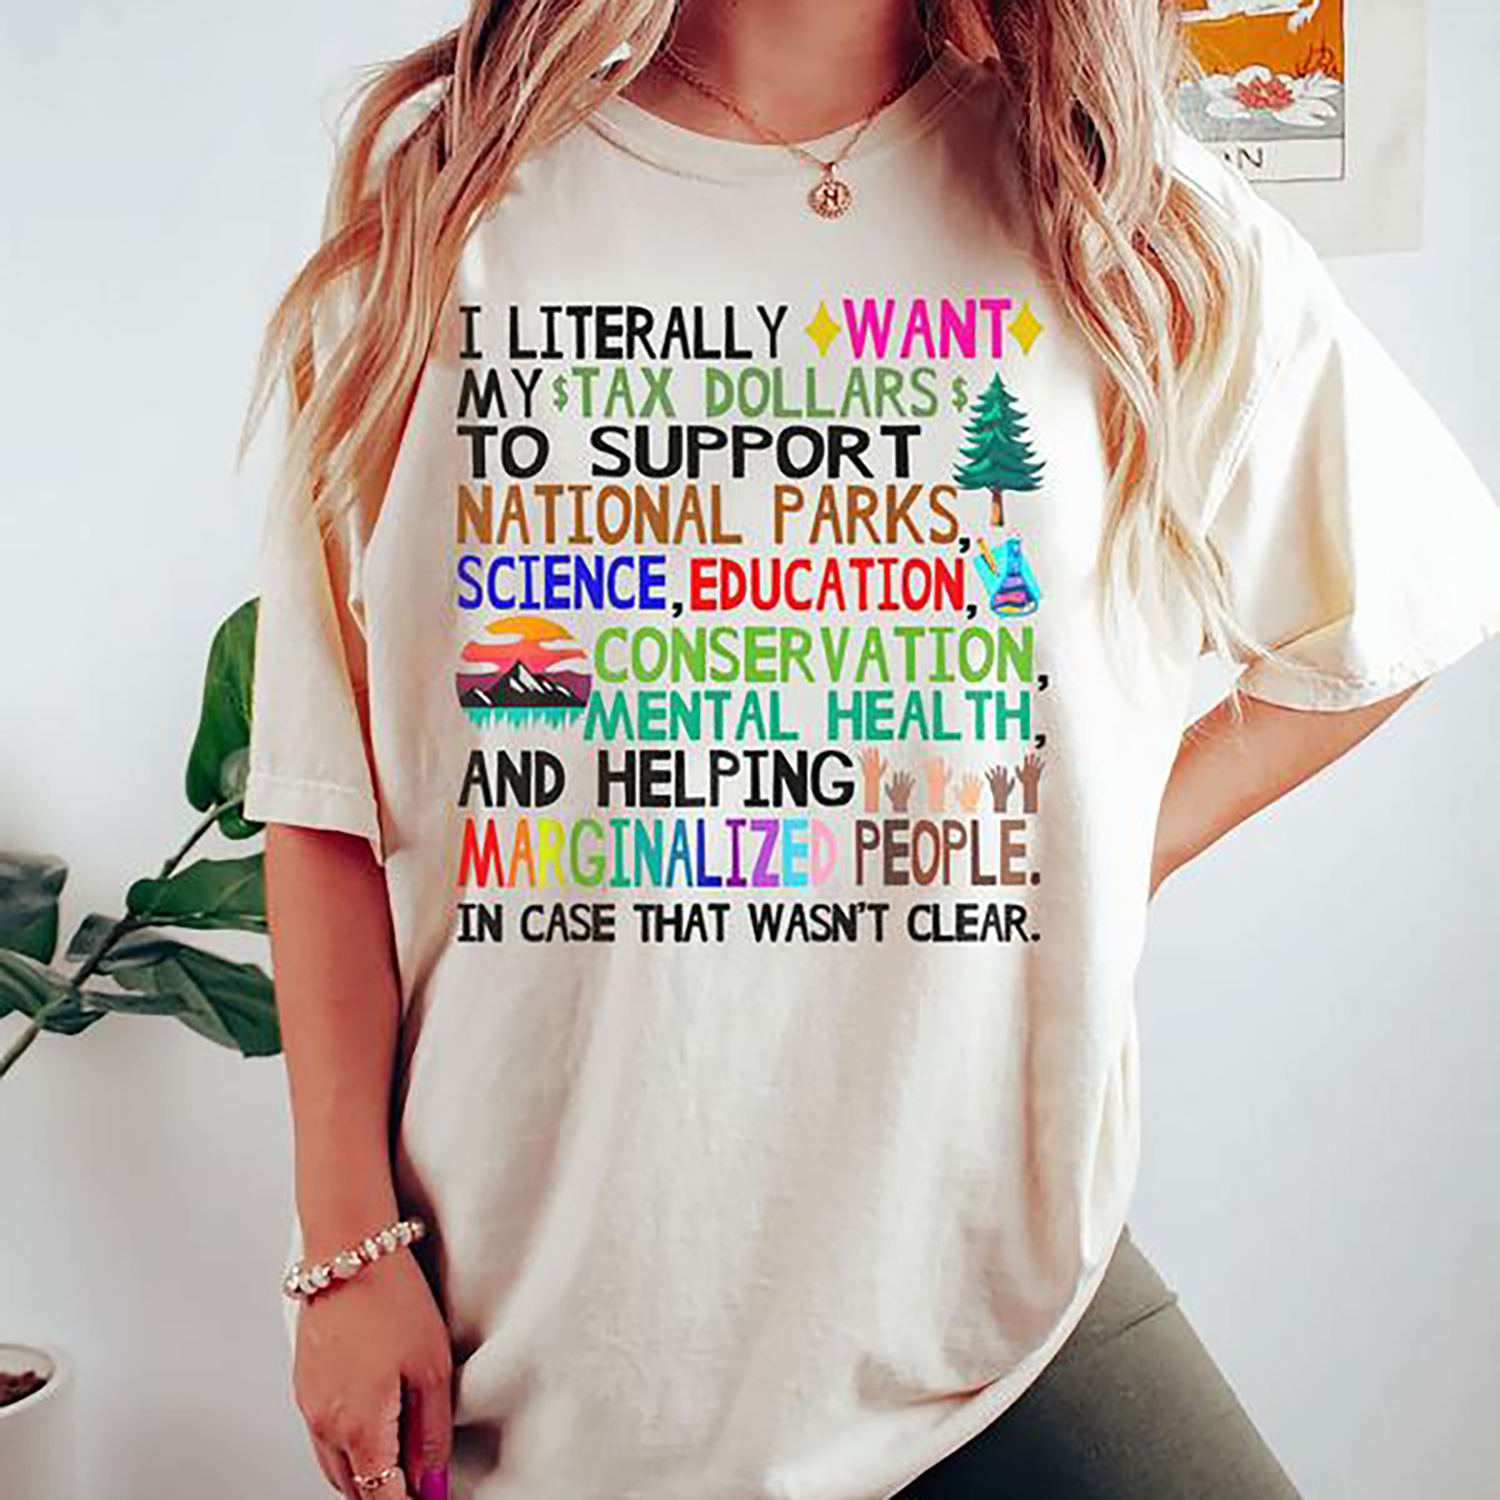 I LITERALLY WANT
MY $TAX DOLLARS $
TO SUPPORT
NATIONAL PARKS,
SCIENCE, EDUCATION,
CONSERVATION,
MENTAL HEALTH,
AND HELPING
MARGINALIZED PEOPLE.
IN CASE THAT WASN'T CLEAR.
H